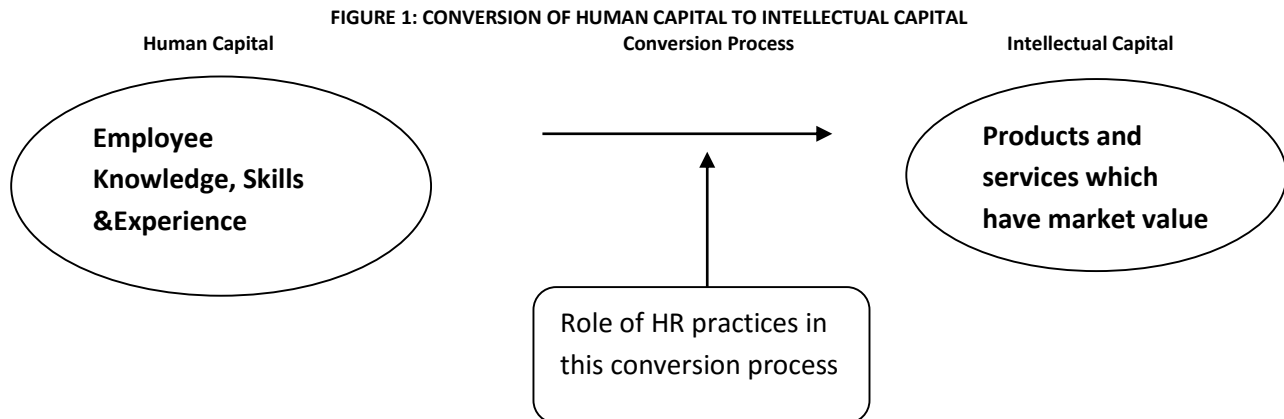 FIGURE 1: CONVERSION OF HUMAN CAPITAL TO INTELLECTUAL CAPITAL
Human Capital
Conversion Process
Intellectual Capital
Employee
Knowledge, Skills
&Experience
Products and
services which
have market value
Role of HR practices in
this conversion process